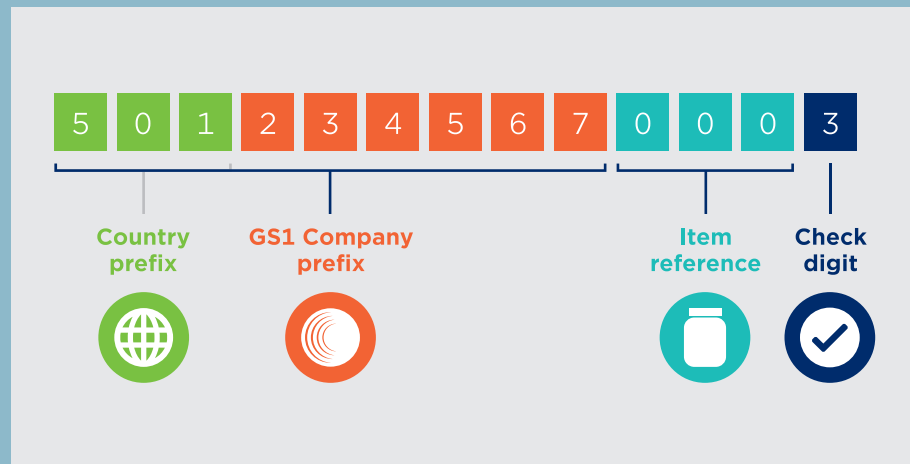 5 0 1 2 3 4 5 6 7 0 0 0 3
Country
prefix
GS1 Company
prefix
Item
reference
Check
digit